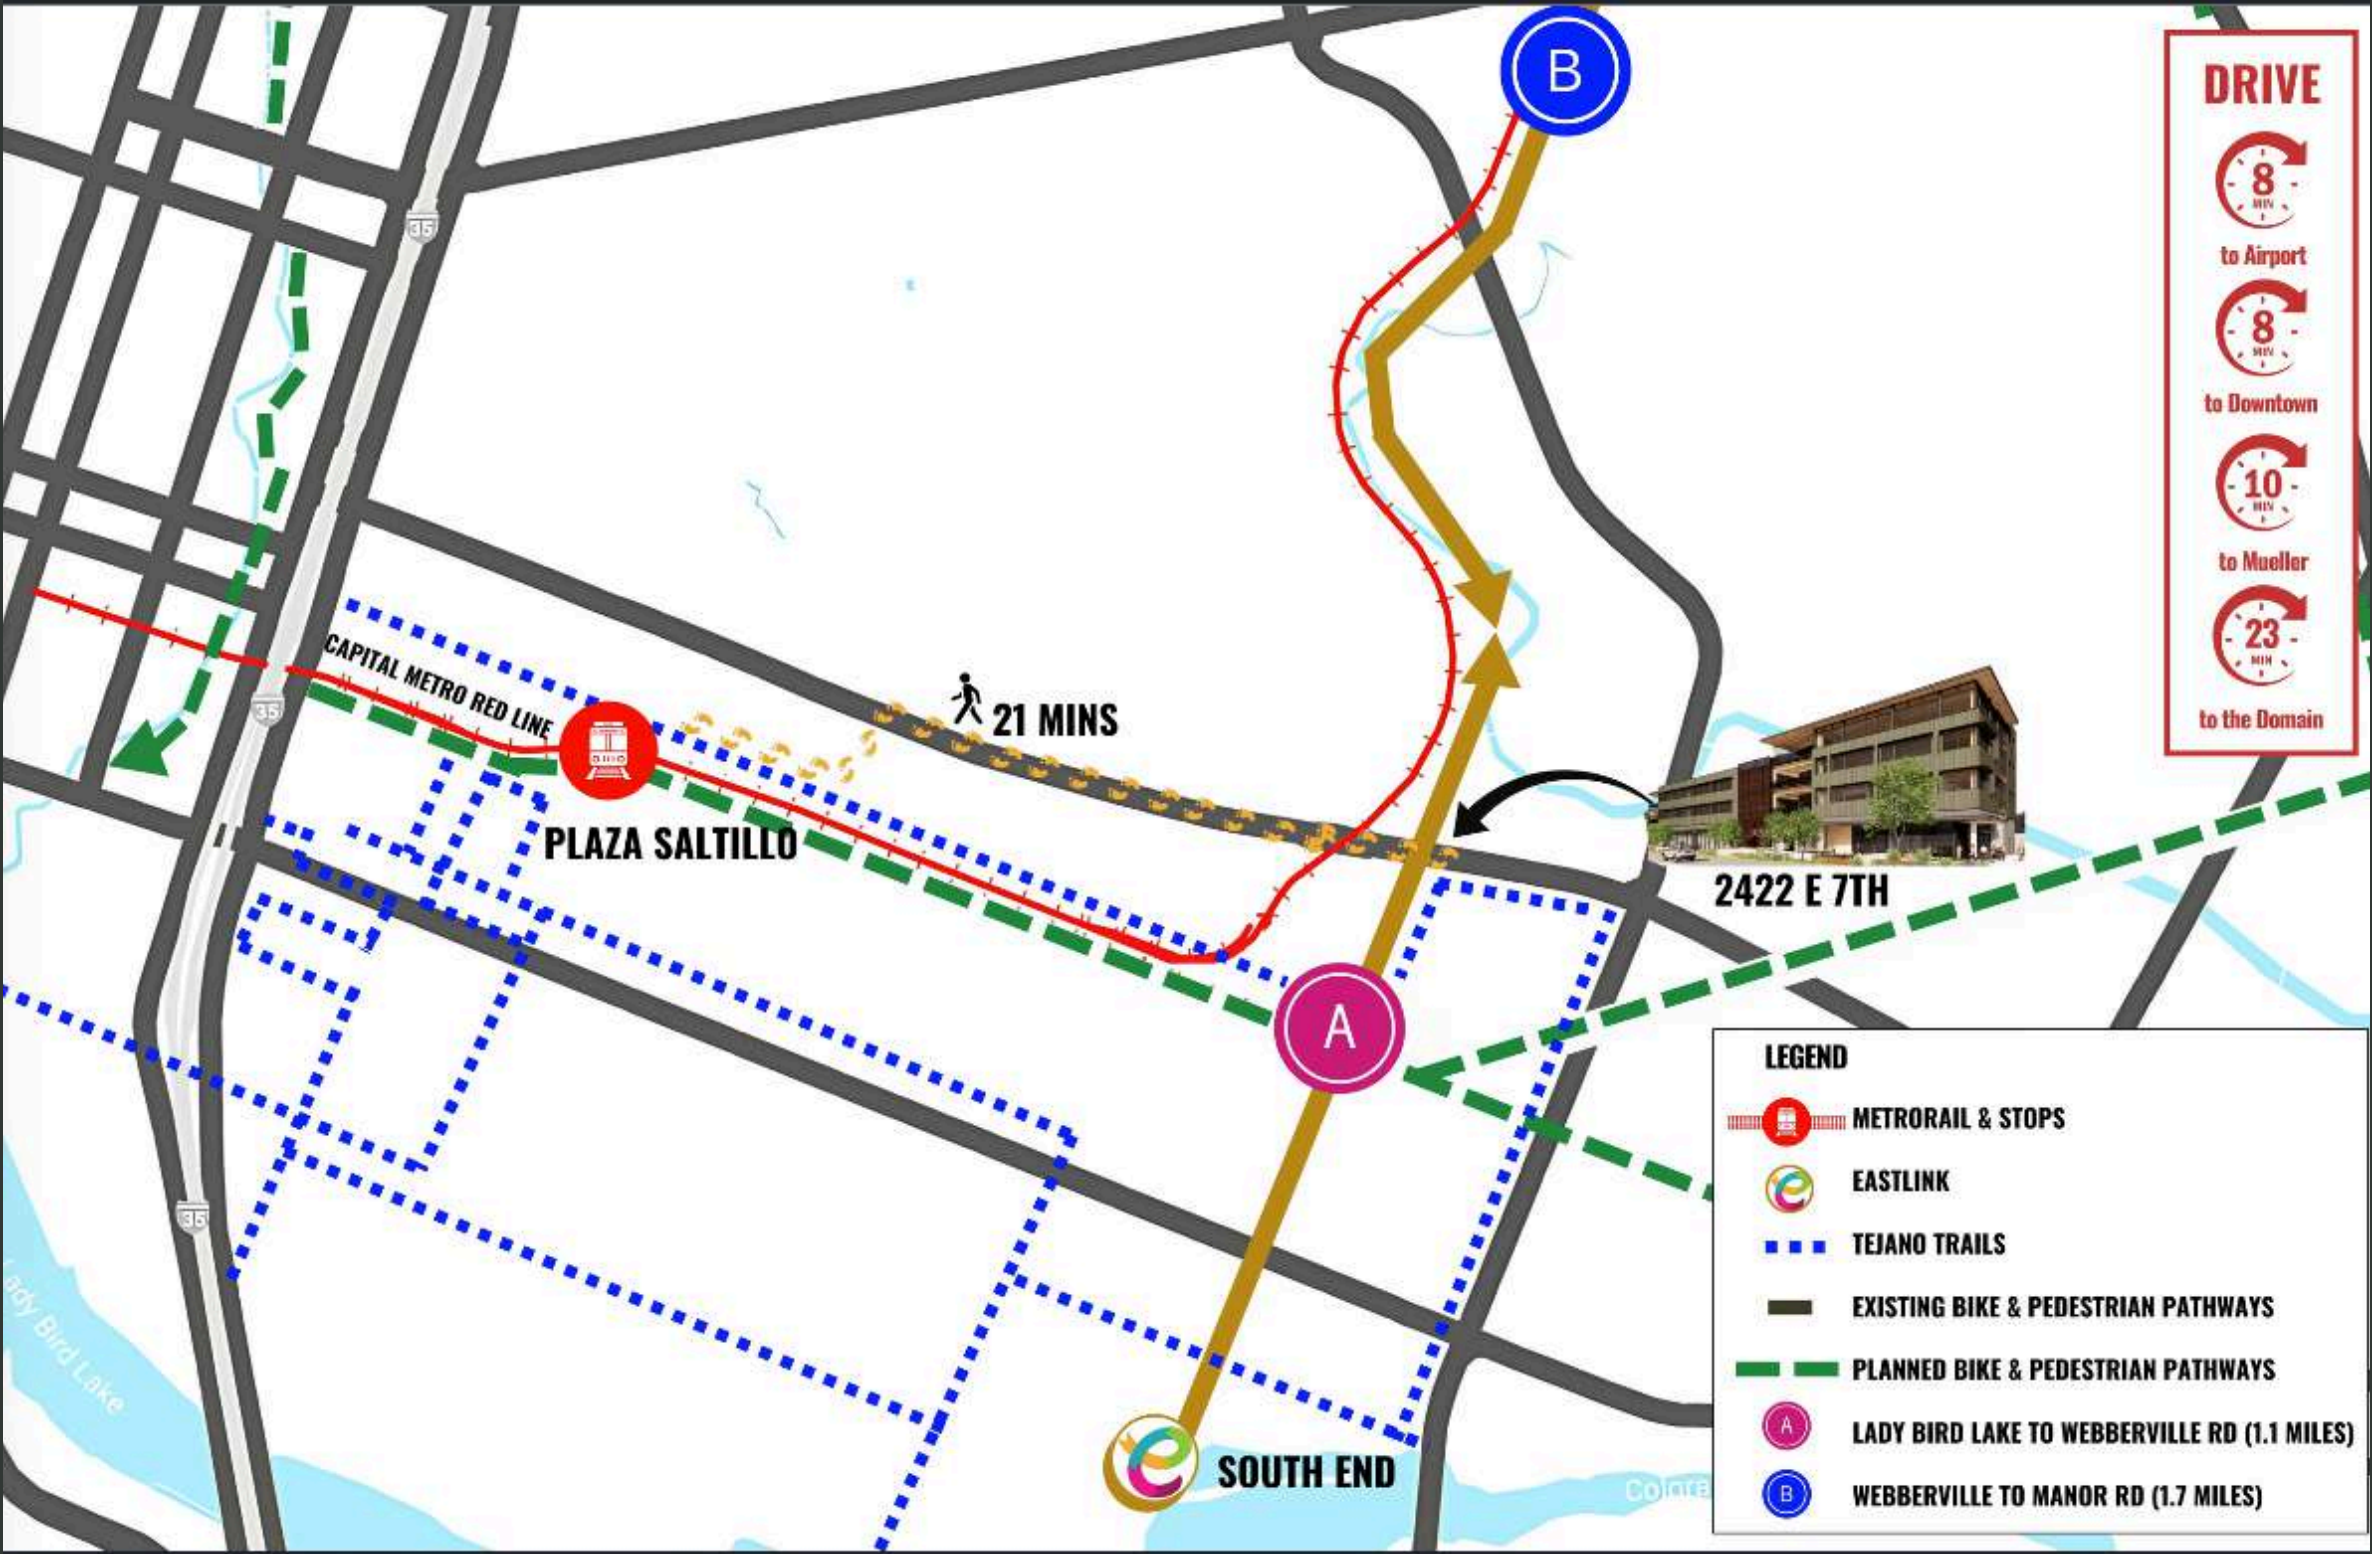 B
DRIVE
8
MIN
to Airport
8
MIN
to Downtown
10
MIN
to Mueller
23
MIN
to the Domain
35
CAPITAL METRO RED LINE
35
21 MINS
PLAZA SALTILLO
2422 E 7TH
A
35
Lady Bird Lake
SOUTH END
LEGEND
METRORAIL & STOPS
EASTLINK
TEJANO TRAILS
EXISTING BIKE & PEDESTRIAN PATHWAYS
PLANNED BIKE & PEDESTRIAN PATHWAYS
A
LADY BIRD LAKE TO WEBBERVILLE RD (1.1 MILES)
B
WEBBERVILLE TO MANOR RD (1.7 MILES)